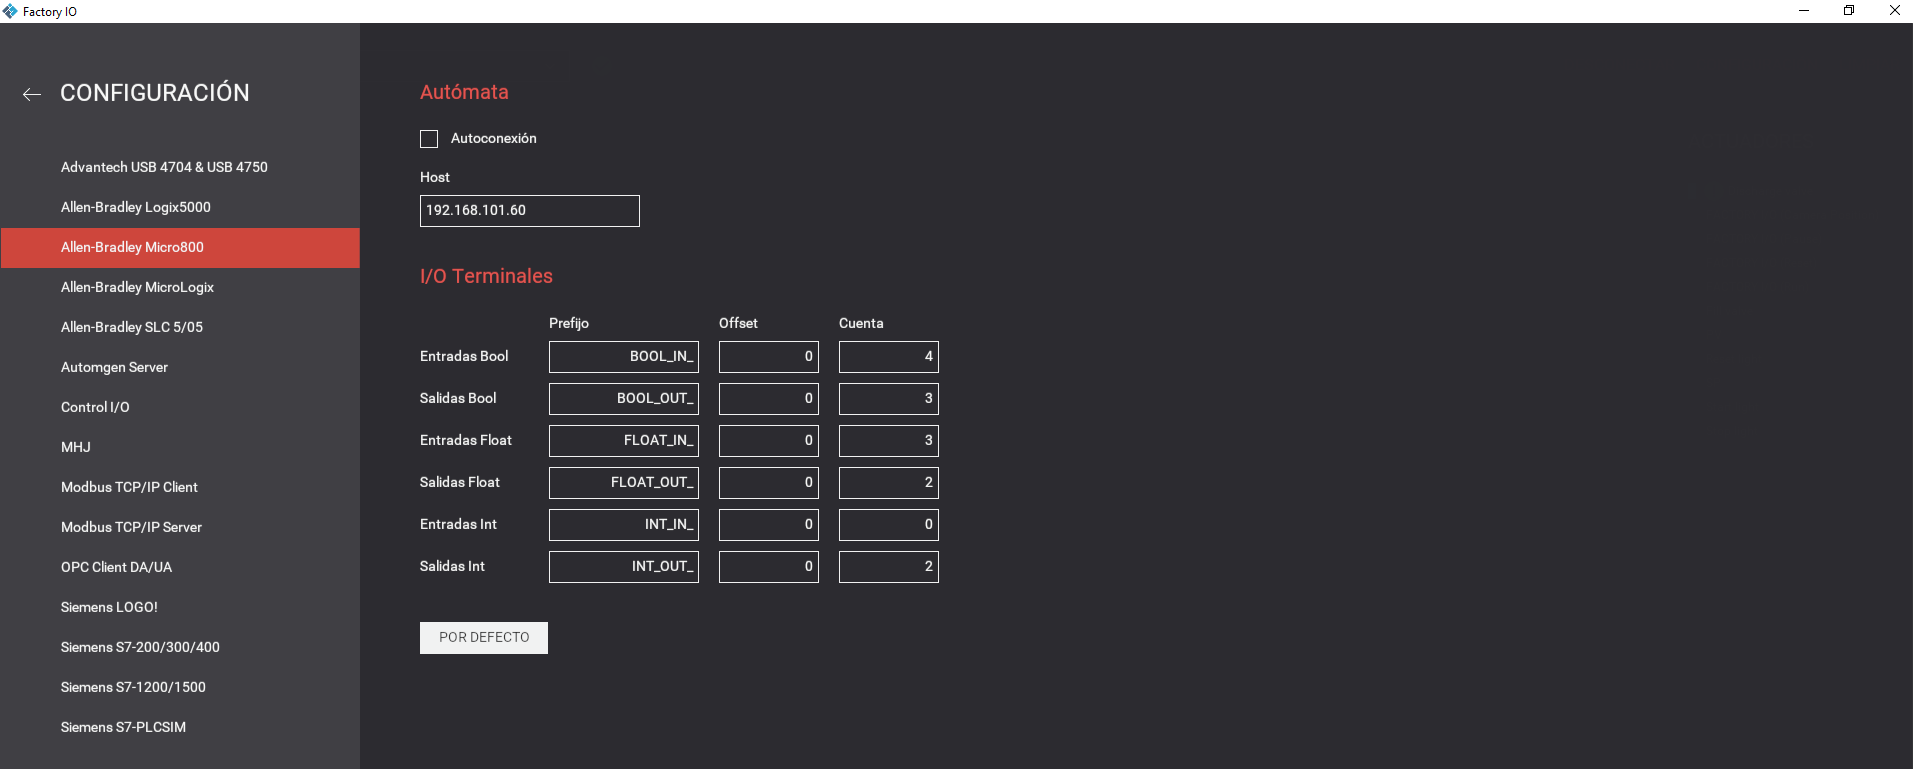 Factory IO
CONFIGURACIÓN
Advantech USB 4704 & USB 4750
Allen-Bradley Logix5000
Allen-Bradley Micro800
Allen-Bradley MicroLogix
Allen-Bradley SLC 5/05
Automgen Server
Control I/O
MHJ
Modbus TCP/IP Client
Modbus TCP/IP Server
OPC Client DA/UA
Siemens LOGO!
Siemens S7-200/300/400
Siemens S7-1200/1500
Siemens S7-PLCSIM
Autómata
Autoconexión
Host
192.168.101.60
I/O Terminales
Prefijo Offset Cuenta
Entradas Bool BOOL_IN_ 0 4
Salidas Bool BOOL_OUT_ 0 3
Entradas Float FLOAT_IN_ 0 3
Salidas Float FLOAT_OUT_ 0 2
Entradas Int INT_IN_ 0 0
Salidas Int INT_OUT_ 0 2
POR DEFECTO